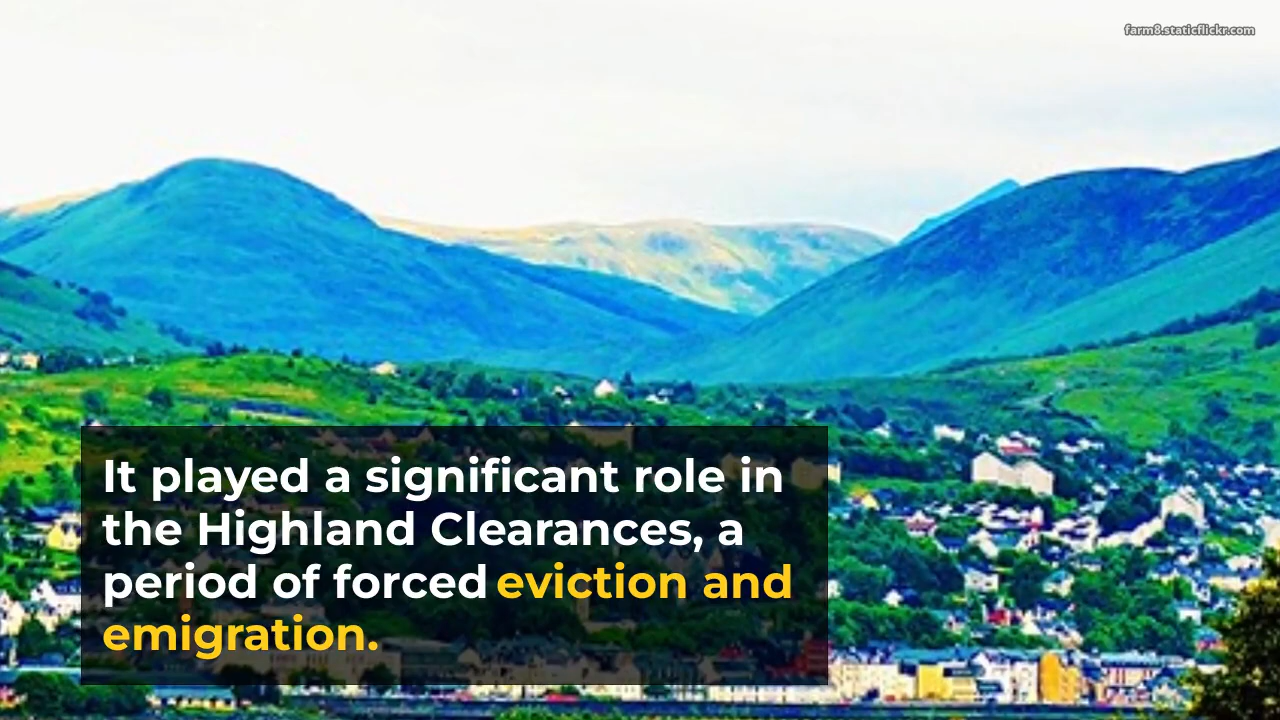 farm8.staticflickr.com
It played a significant role in
the Highland Clearances, a
period of forced eviction and
emigration.